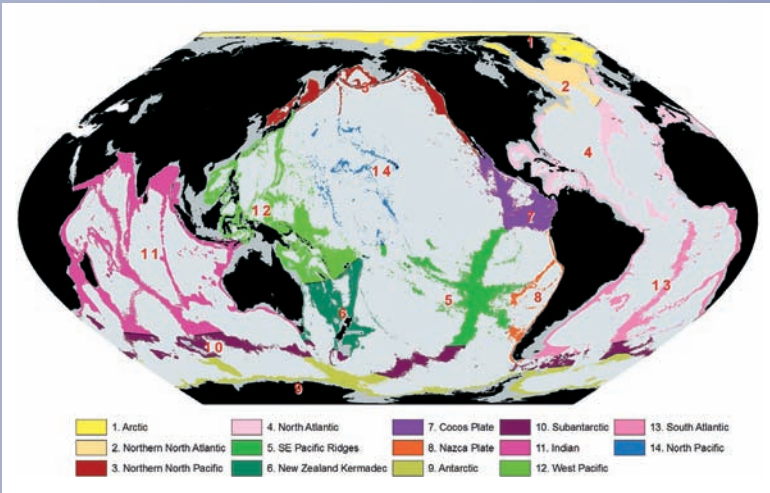 1
2
3
4
14
12
7
11
13
5
8
6
10
9
1. Arctic
2. Northern North Atlantic
3. Northern North Pacific
4. North Atlantic
5. SE Pacific Ridges
6. New Zealand Kermadec
7. Cocos Plate
8. Nazca Plate
9. Antarctic
10. Subantarctic
11. Indian
12. West Pacific
13. South Atlantic
14. North Pacific